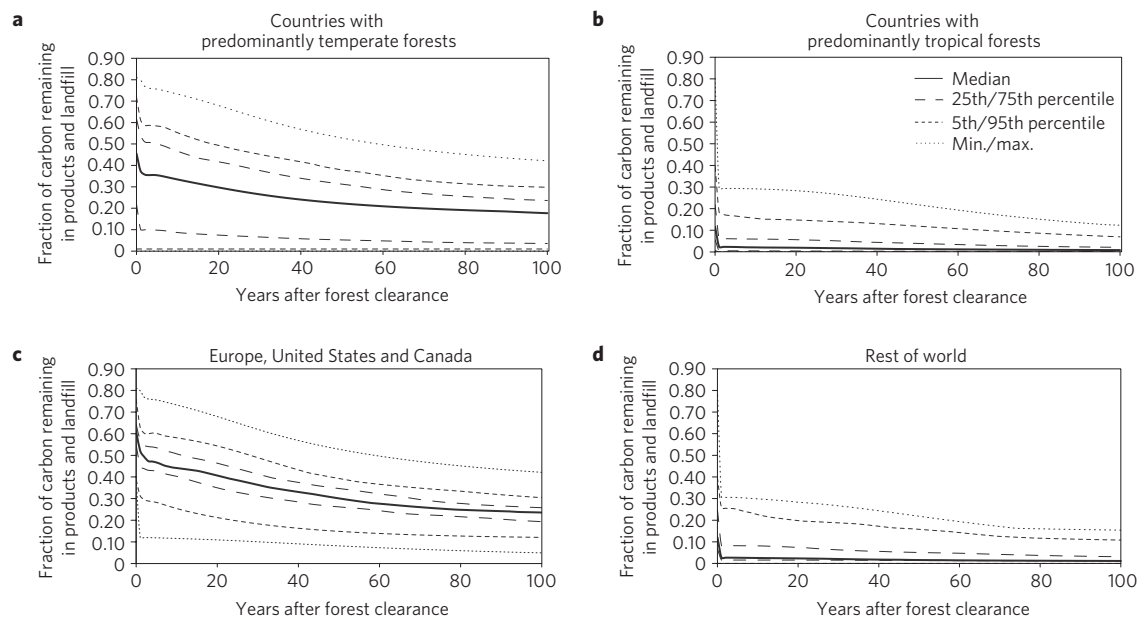 a
Countries with
predominantly temperate forests
Fraction of carbon remaining
in products and landfill
0.90
0.80
0.70
0.60
0.50
0.40
0.30
0.20
0.10
0
0 20 40 60 80 100
Years after forest clearance
b
Countries with
predominantly tropical forests
Fraction of carbon remaining
in products and landfill
0.90
0.80
0.70
0.60
0.50
0.40
0.30
0.20
0.10
0
Median
25th/75th percentile
5th/95th percentile
Min./max.
0 20 40 60 80 100
Years after forest clearance
c
Europe, United States and Canada
Fraction of carbon remaining
in products and landfill
0.90
0.80
0.70
0.60
0.50
0.40
0.30
0.20
0.10
0
0 20 40 60 80 100
Years after forest clearance
d
Rest of world
Fraction of carbon remaining
in products and landfill
0.90
0.80
0.70
0.60
0.50
0.40
0.30
0.20
0.10
0
0 20 40 60 80 100
Years after forest clearance